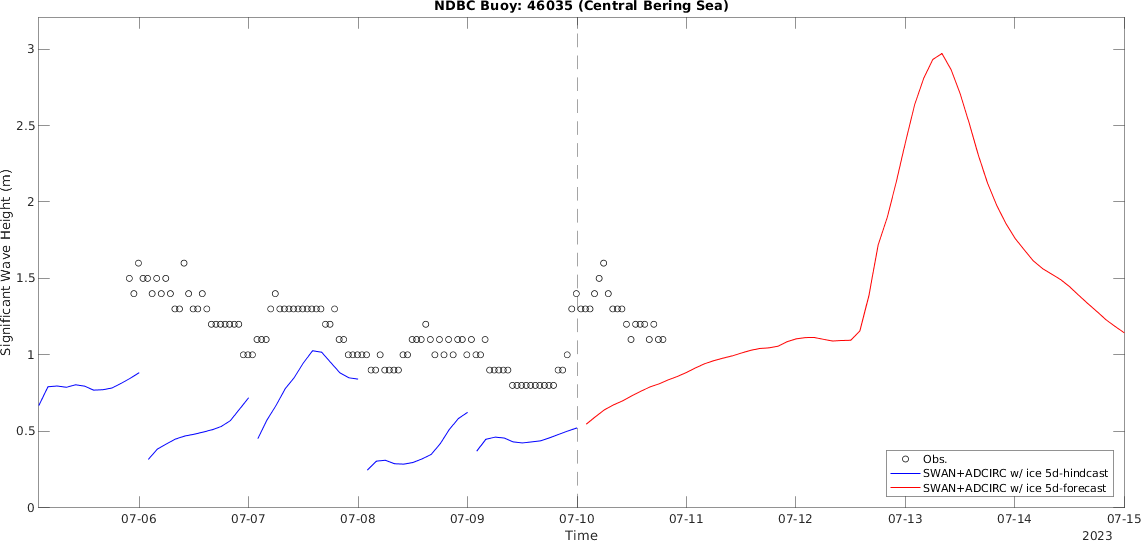 NDBC Buoy: 46035 (Central Bering Sea)
Significant Wave Height (m)
3
2.5
2
1.5
1
0.5
0
Obs.
SWAN+ADCIRC w/ ice 5d-hindcast
SWAN+ADCIRC w/ ice 5d-forecast
07-06 07-07 07-08 07-09 07-10 07-11 07-12 07-13 07-14 07-15
Time
2023